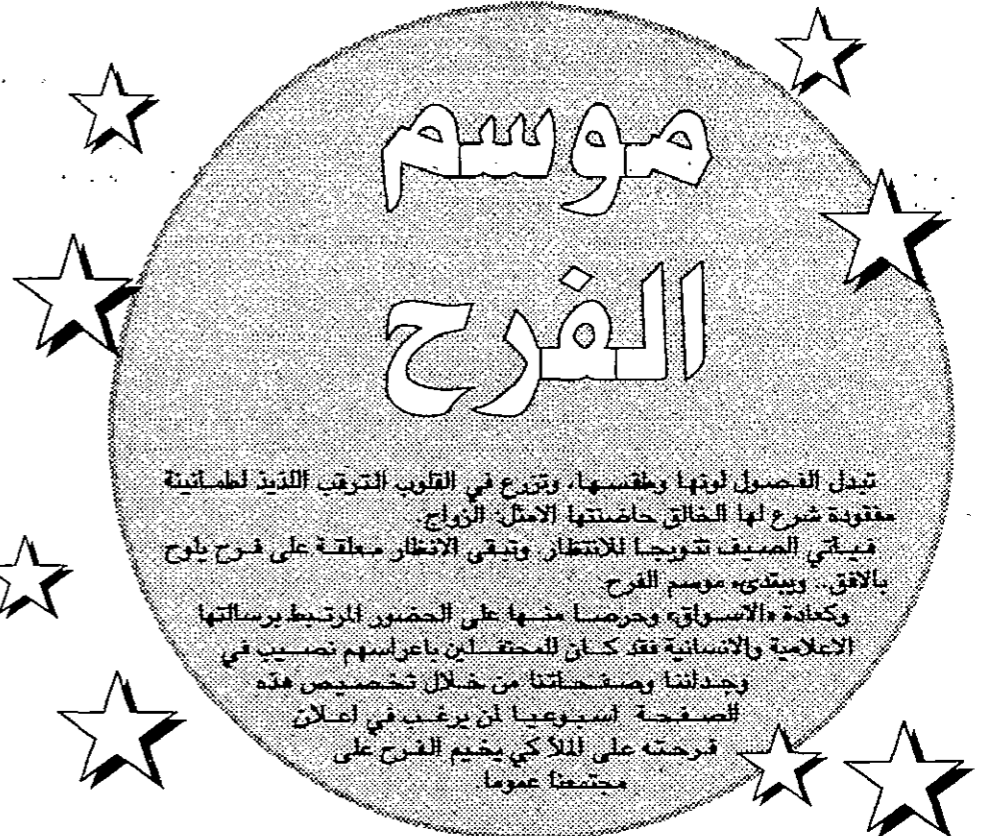 موسم
الفرح
تبدل الفصول لونها وطقسها، وتزرع في القلوب الترقب اللذيذ لطمأنينة
مفقودة شرع لها الخالق حاضنتها الامثل: الزواج.
فيأتي الصيف تتويجا للانتظار. وتبقى الانظار معلقة على فرح يلوح
بالافق.. ويبتدىء موسم الفرح
وكعادة «الاسواق» وحرصا منها على الحضور المرتبط برسالتها
الاعلامية والانسانية فقد كان للمحتفلين باعراسهم نصيب في
وجداننا وصفحاتنا من خلال تخصيص هذه
الصفحة اسبوعيا لمن يرغب في اعلان
فرحته على الملأ كي يخيم الفرح على
مجتمعنا عموما